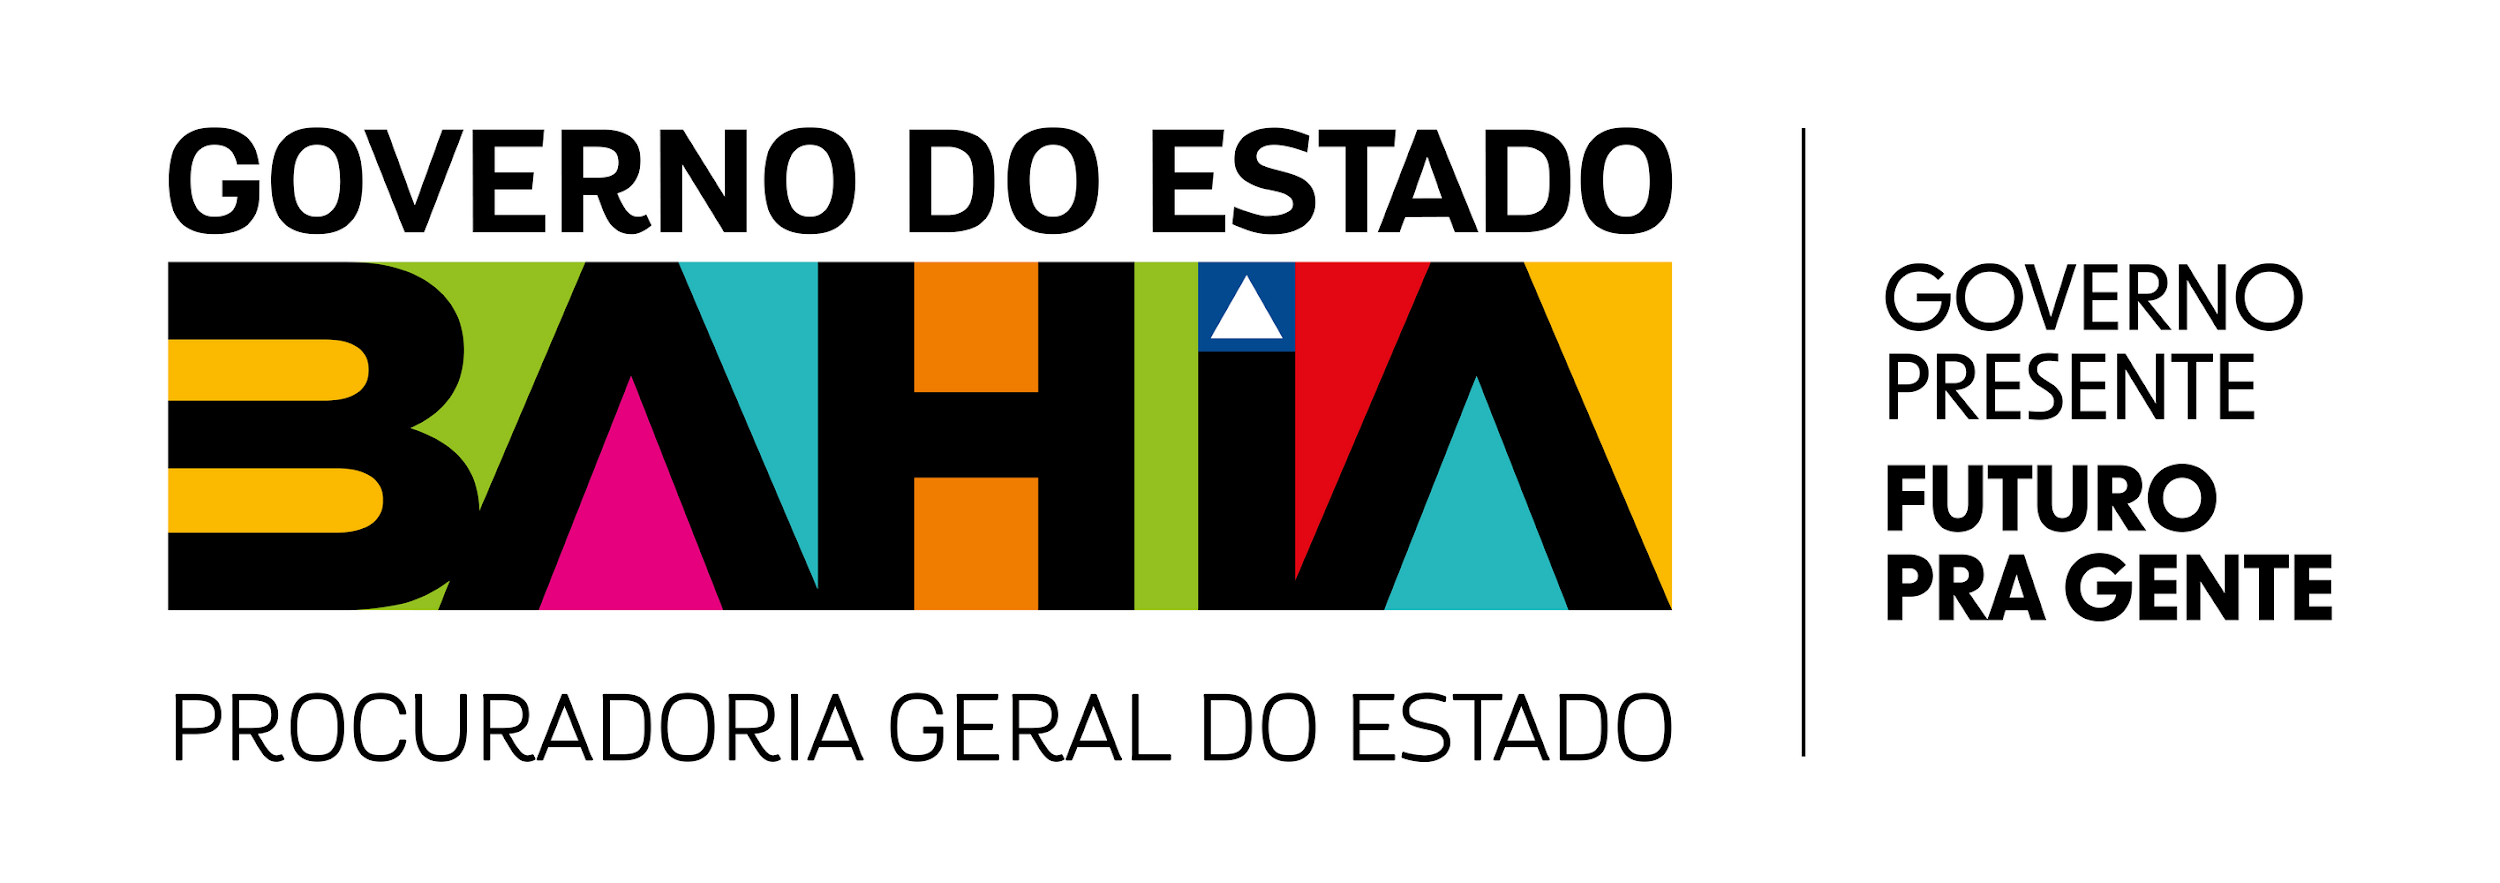 GOVERNO DO ESTADO
BAHIA
PROCURADORIA GERAL DO ESTADO
GOVERNO
PRESENTE
FUTURO
PRA GENTE